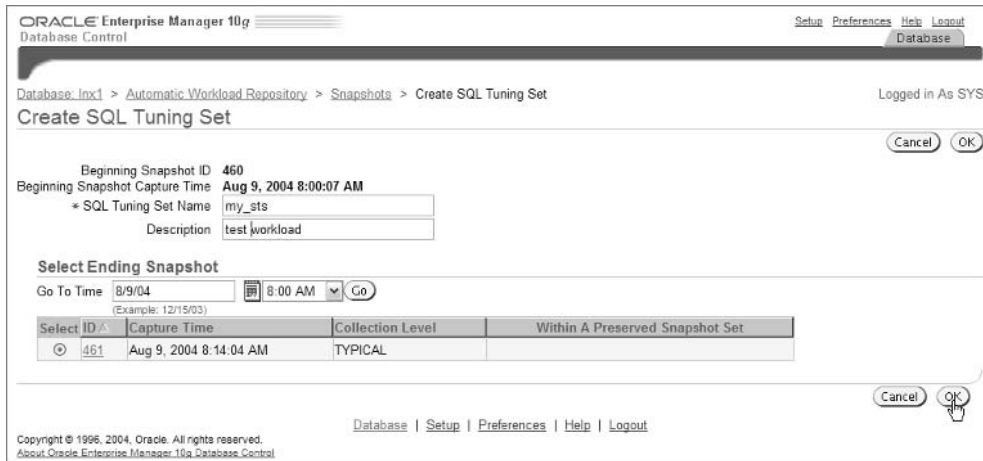 ORACLE Enterprise Manager 10g
Database Control
Setup Preferences Help Logout
Database
Database: lnx1 > Automatic Workload Repository > Snapshots > Create SQL Tuning Set
Logged in As SYS
Create SQL Tuning Set
Cancel OK
Beginning Snapshot ID 460
Beginning Snapshot Capture Time Aug 9, 2004 8:00:07 AM
* SQL Tuning Set Name my_sts
Description test workload
Select Ending Snapshot
Go To Time 8/9/04 8:00 AM Go
(Example: 12/15/03)
Select ID Capture Time Collection Level Within A Preserved Snapshot Set
461 Aug 9, 2004 8:14:04 AM TYPICAL
Cancel OK
Database | Setup | Preferences | Help | Logout
Copyright © 1996, 2004, Oracle. All rights reserved.
About Oracle Enterprise Manager 10g Database Control